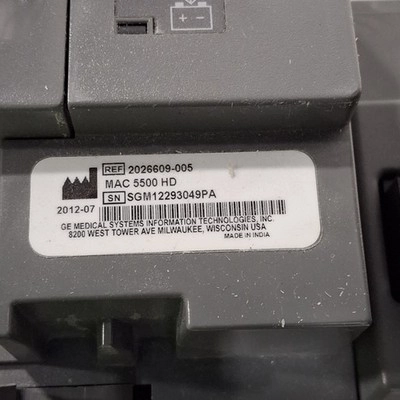 REF 2026609-005
MAC 5500 HD
2012-07 SN SGM12293049PA
GE MEDICAL SYSTEMS INFORMATION TECHNOLOGIES, INC.
8200 WEST TOWER AVE MILWAUKEE, WISCONSIN USA
MADE IN INDIA